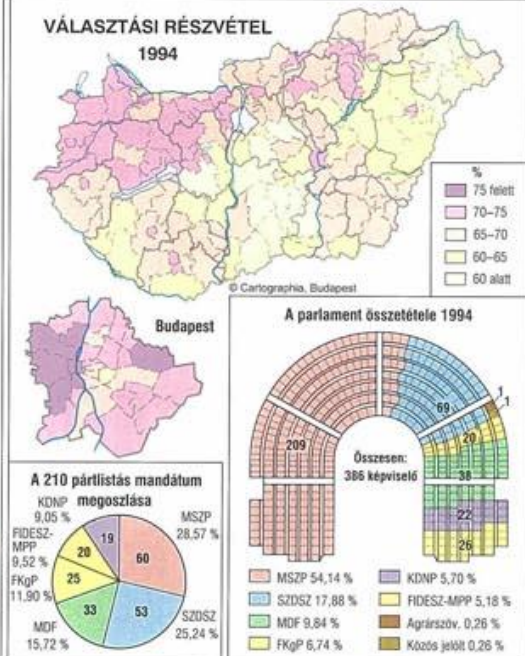 VÁLASZTÁSI RÉSZVÉTEL
1994
%
75 felett
70–75
65–70
60–65
60 alatt
© Cartographia, Budapest
Budapest
A parlament összetétele 1994
209
69
1
1
20
38
22
26
Összesen:
386 képviselő
MSZP 54,14 %
SZDSZ 17,88 %
MDF 9,84 %
FKgP 6,74 %
KDNP 5,70 %
FIDESZ-MPP 5,18 %
Agrárszöv. 0,26 %
Közös jelölt 0,26 %
A 210 pártlistás mandátum
megoszlása
KDNP
9,05 %
FIDESZ-
MPP
9,52 %
FKgP
11,90 %
MDF
15,72 %
MSZP
28,57 %
SZDSZ
25,24 %
19
20
25
33
53
60